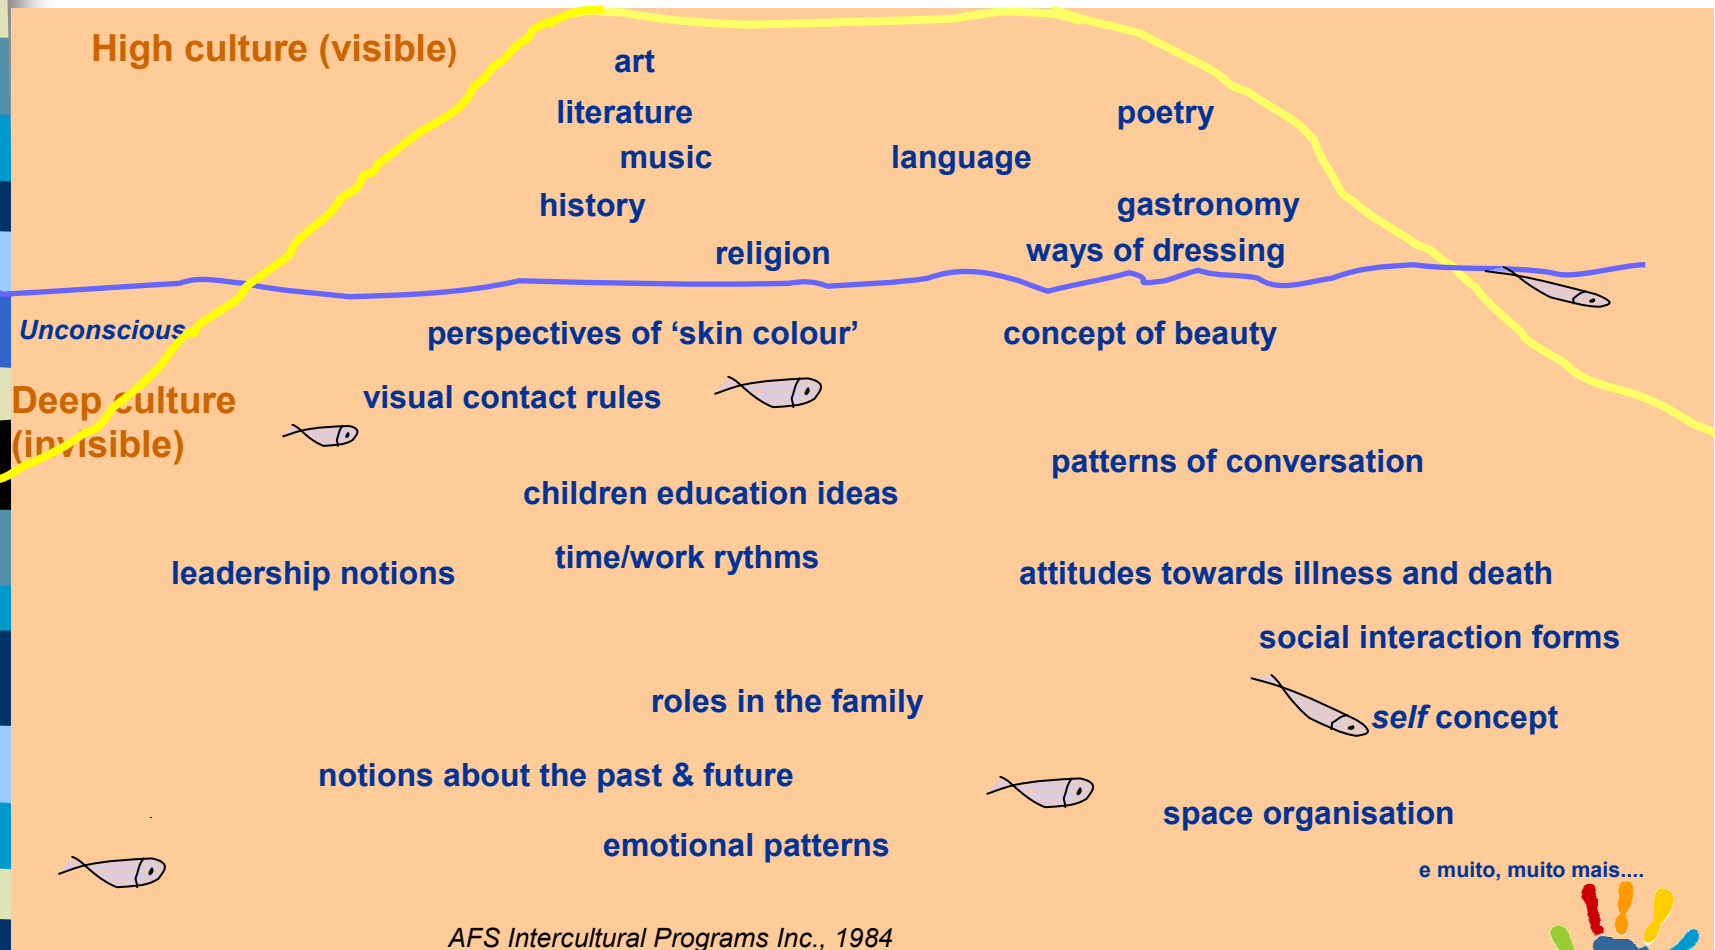 High culture (visible)
art
literature
poetry
music
language
history
gastronomy
religion
ways of dressing
Unconscious
perspectives of ‘skin colour’
concept of beauty
Deep culture
(invisible)
visual contact rules
patterns of conversation
children education ideas
time/work rythms
leadership notions
attitudes towards illness and death
social interaction forms
roles in the family
self concept
notions about the past & future
space organisation
emotional patterns
e muito, muito mais....
AFS Intercultural Programs Inc., 1984